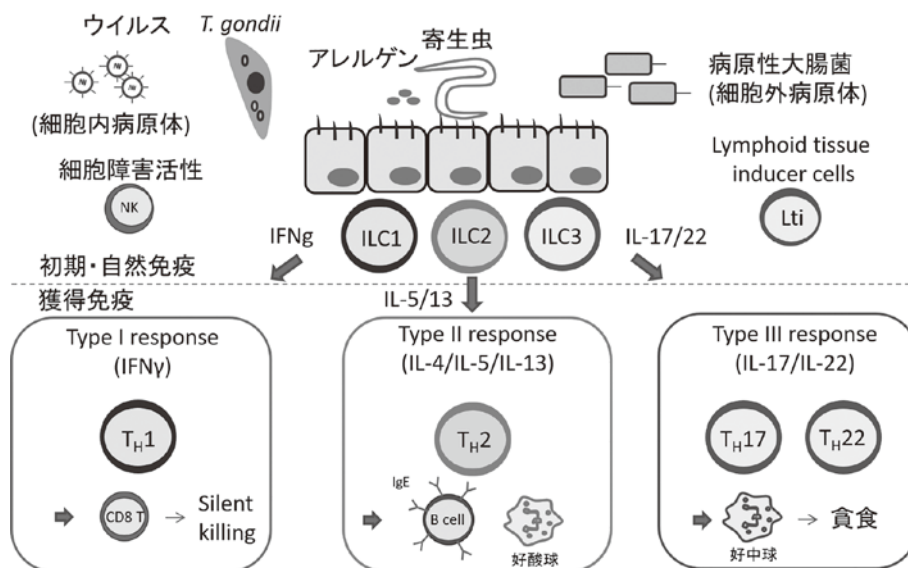 ウイルス
T. gondii
(細胞内病原体)
アレルゲン
寄生虫
病原性大腸菌
(細胞外病原体)
細胞障害活性
NK
Lymphoid tissue
inducer cells
Lti
IFNg
ILC1
ILC2
ILC3
IL-17/22
初期・自然免疫
獲得免疫
IL-5/13
Type I response
(IFNγ)
TH1
CD8 T
Silent
killing
Type II response
(IL-4/IL-5/IL-13)
TH2
IgE
B cell
好酸球
Type III response
(IL-17/IL-22)
TH17
TH22
好中球
貪食